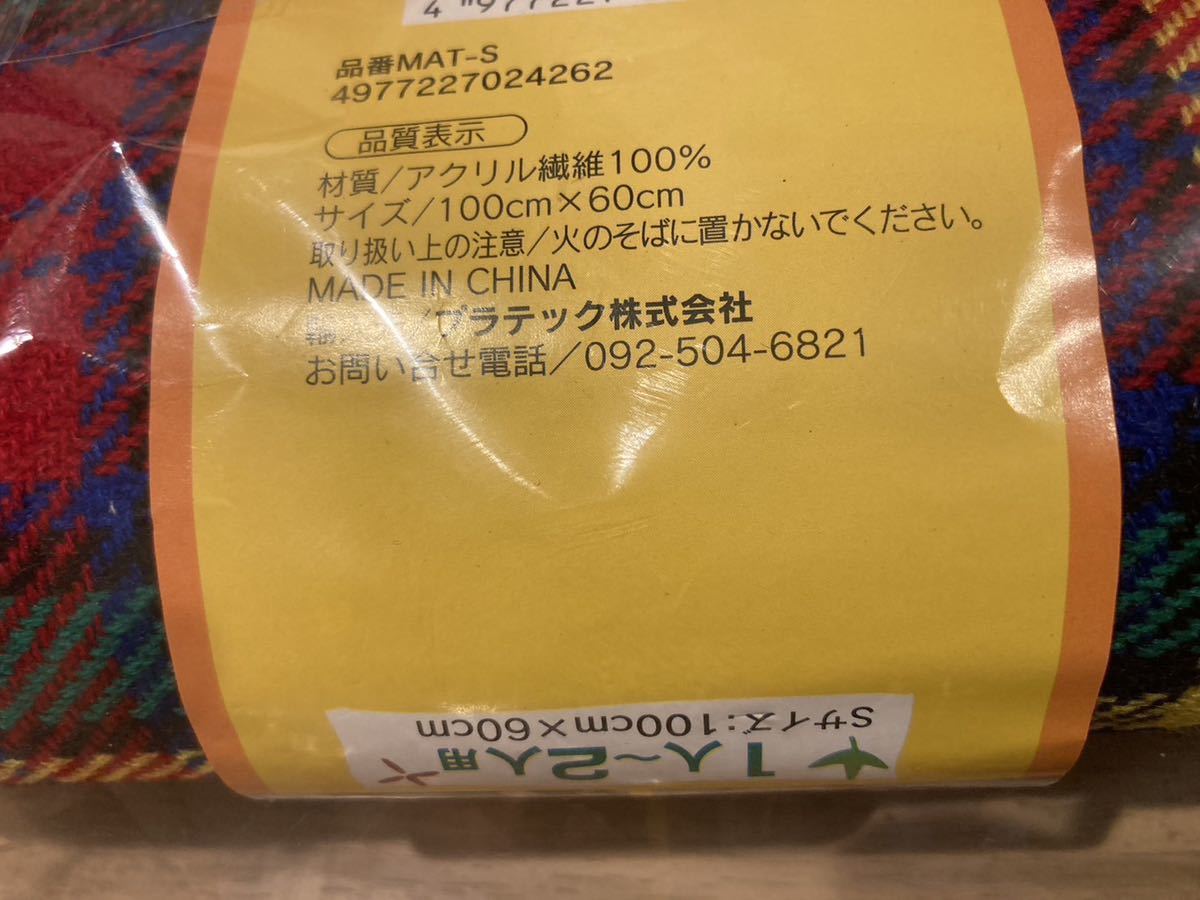 品番MAT-S
4977227024262
品質表示
材質/アクリル繊維100%
サイズ/100cm×60cm
取り扱い上の注意/火のそばに置かないでください。
MADE IN CHINA
/プラテック株式会社
お問い合せ電話/092-504-6821
1人~2人用
Sサイズ:100cm×60cm